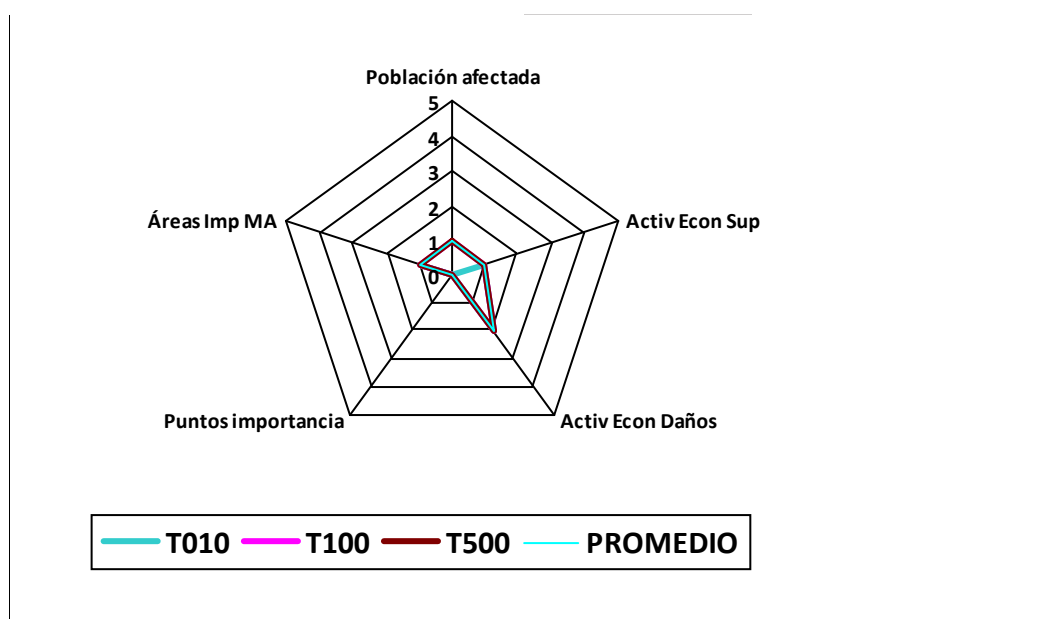 Población afectada
5
4
3
2
1
0
Áreas Imp MA
Activ Econ Sup
Puntos importancia
Activ Econ Daños
T010 T100 T500 PROMEDIO